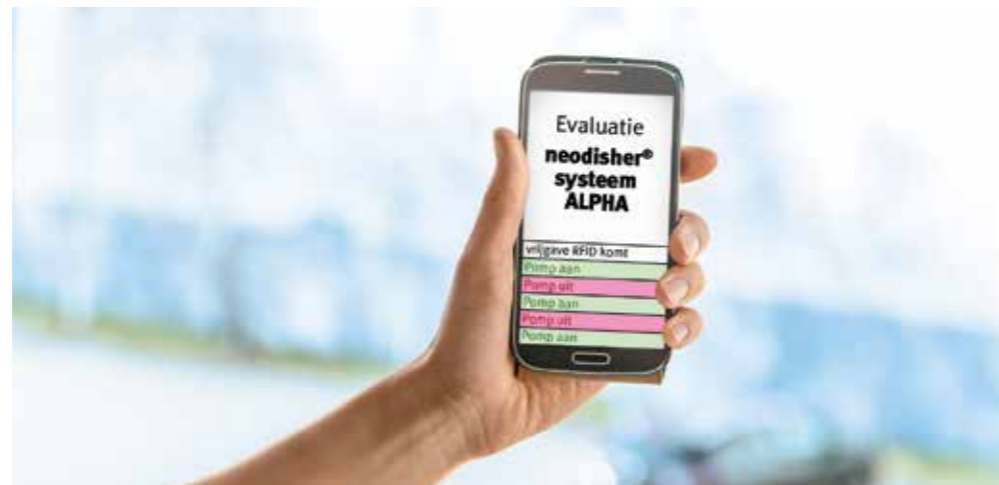 Evaluatie
neodisher®
systeem
ALPHA
vrijgave RFID komt
Pomp aan
Pomp uit
Pomp aan
Pomp uit
Pomp aan